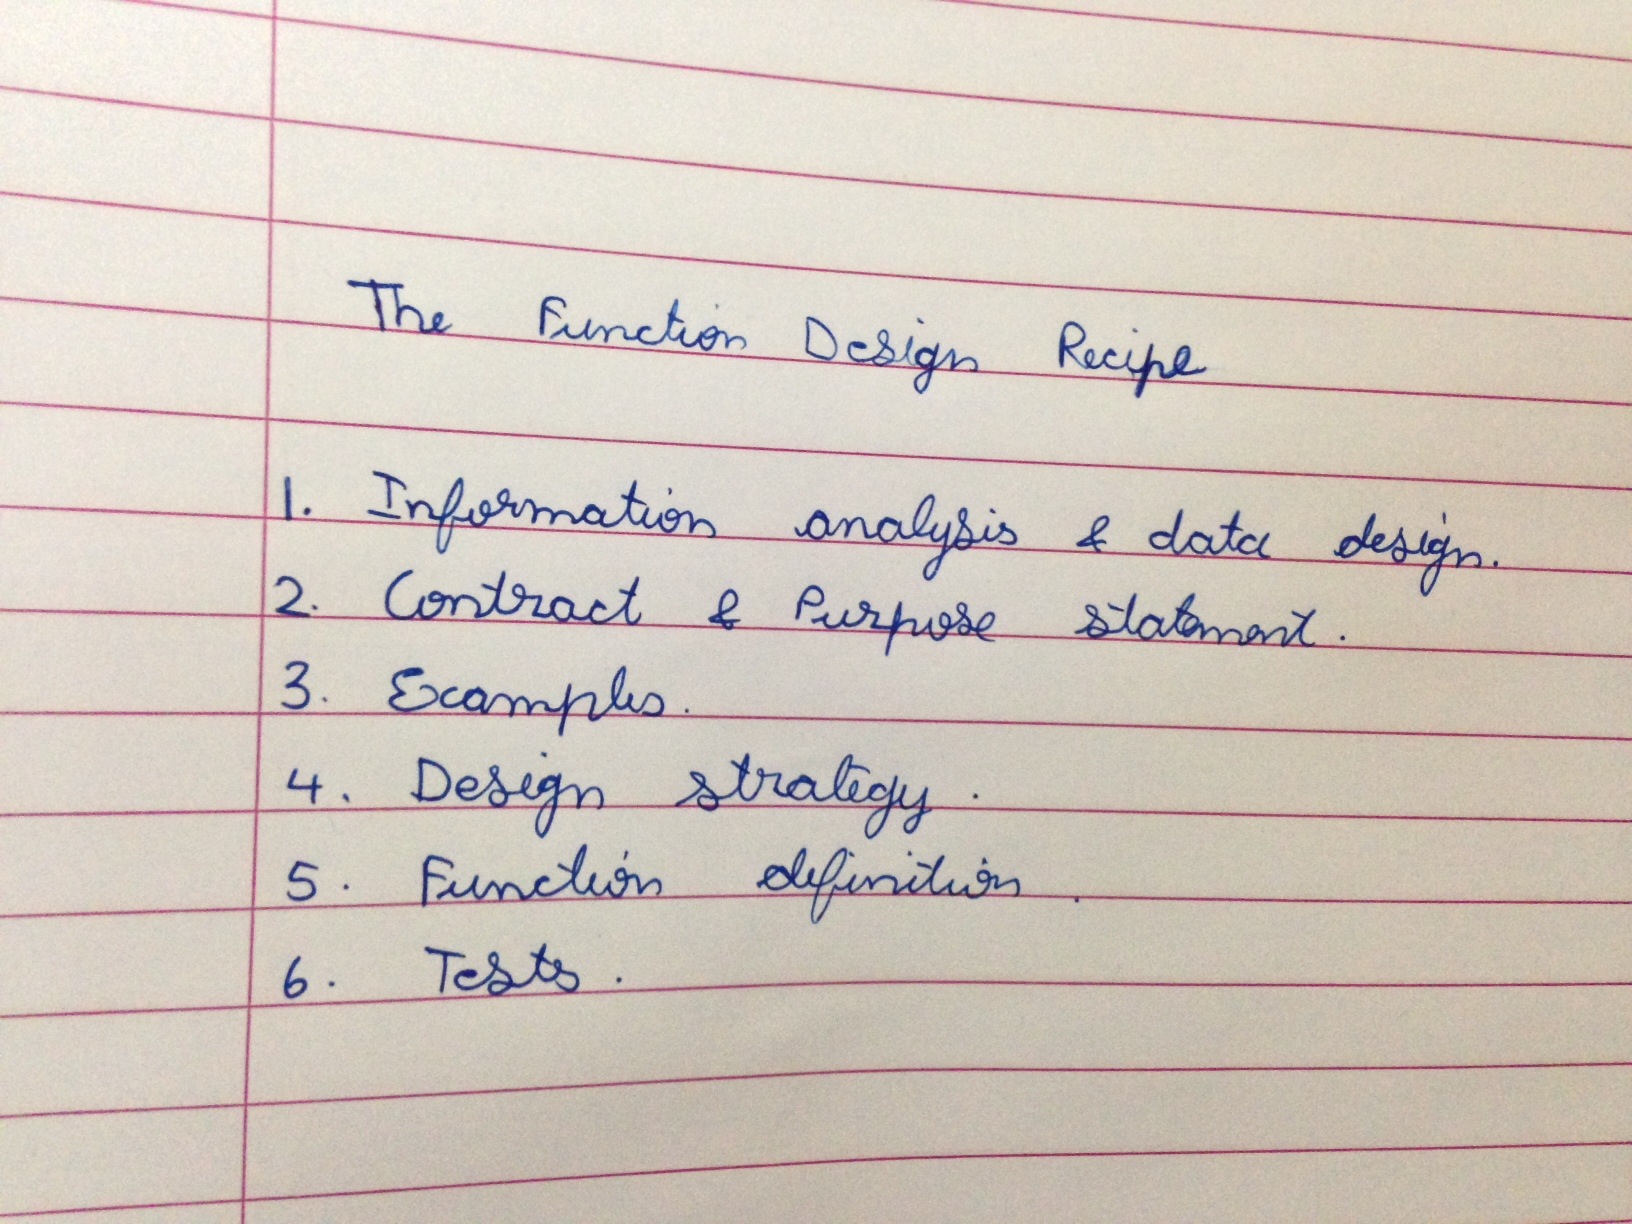 The Function Design Recipe
1. Information analysis & data design.
2. Contract & Purpose statement.
3. Examples.
4. Design strategy.
5. Function definition.
6. Tests.